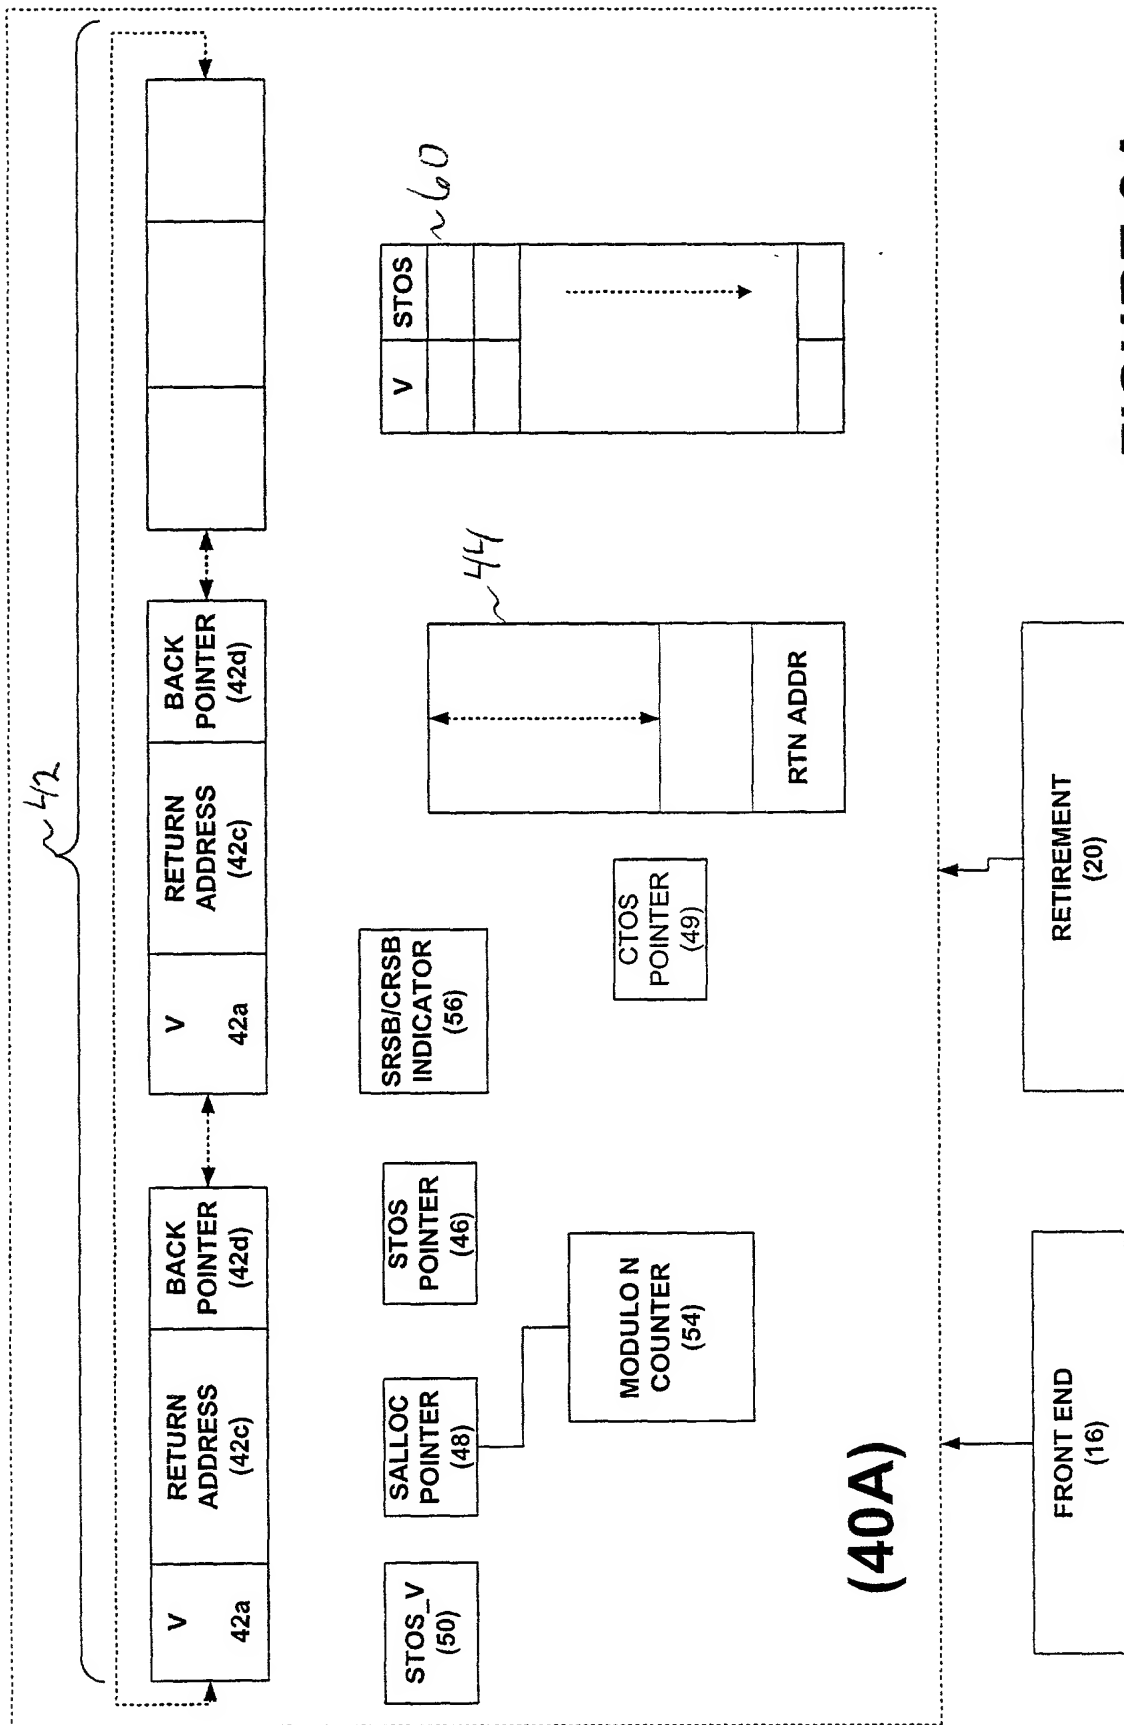 ~42
V
42a
RETURN
ADDRESS
(42c)
BACK
POINTER
(42d)
V
42a
RETURN
ADDRESS
(42c)
BACK
POINTER
(42d)
STOS_V
(50)
SALLOC
POINTER
(48)
STOS
POINTER
(46)
SRSB/CRSB
INDICATOR
(56)
MODULO N
COUNTER
(54)
CTOS
POINTER
(49)
~44
RTN ADDR
V STOS
~60
(40A)
FRONT END
(16)
RETIREMENT
(20)